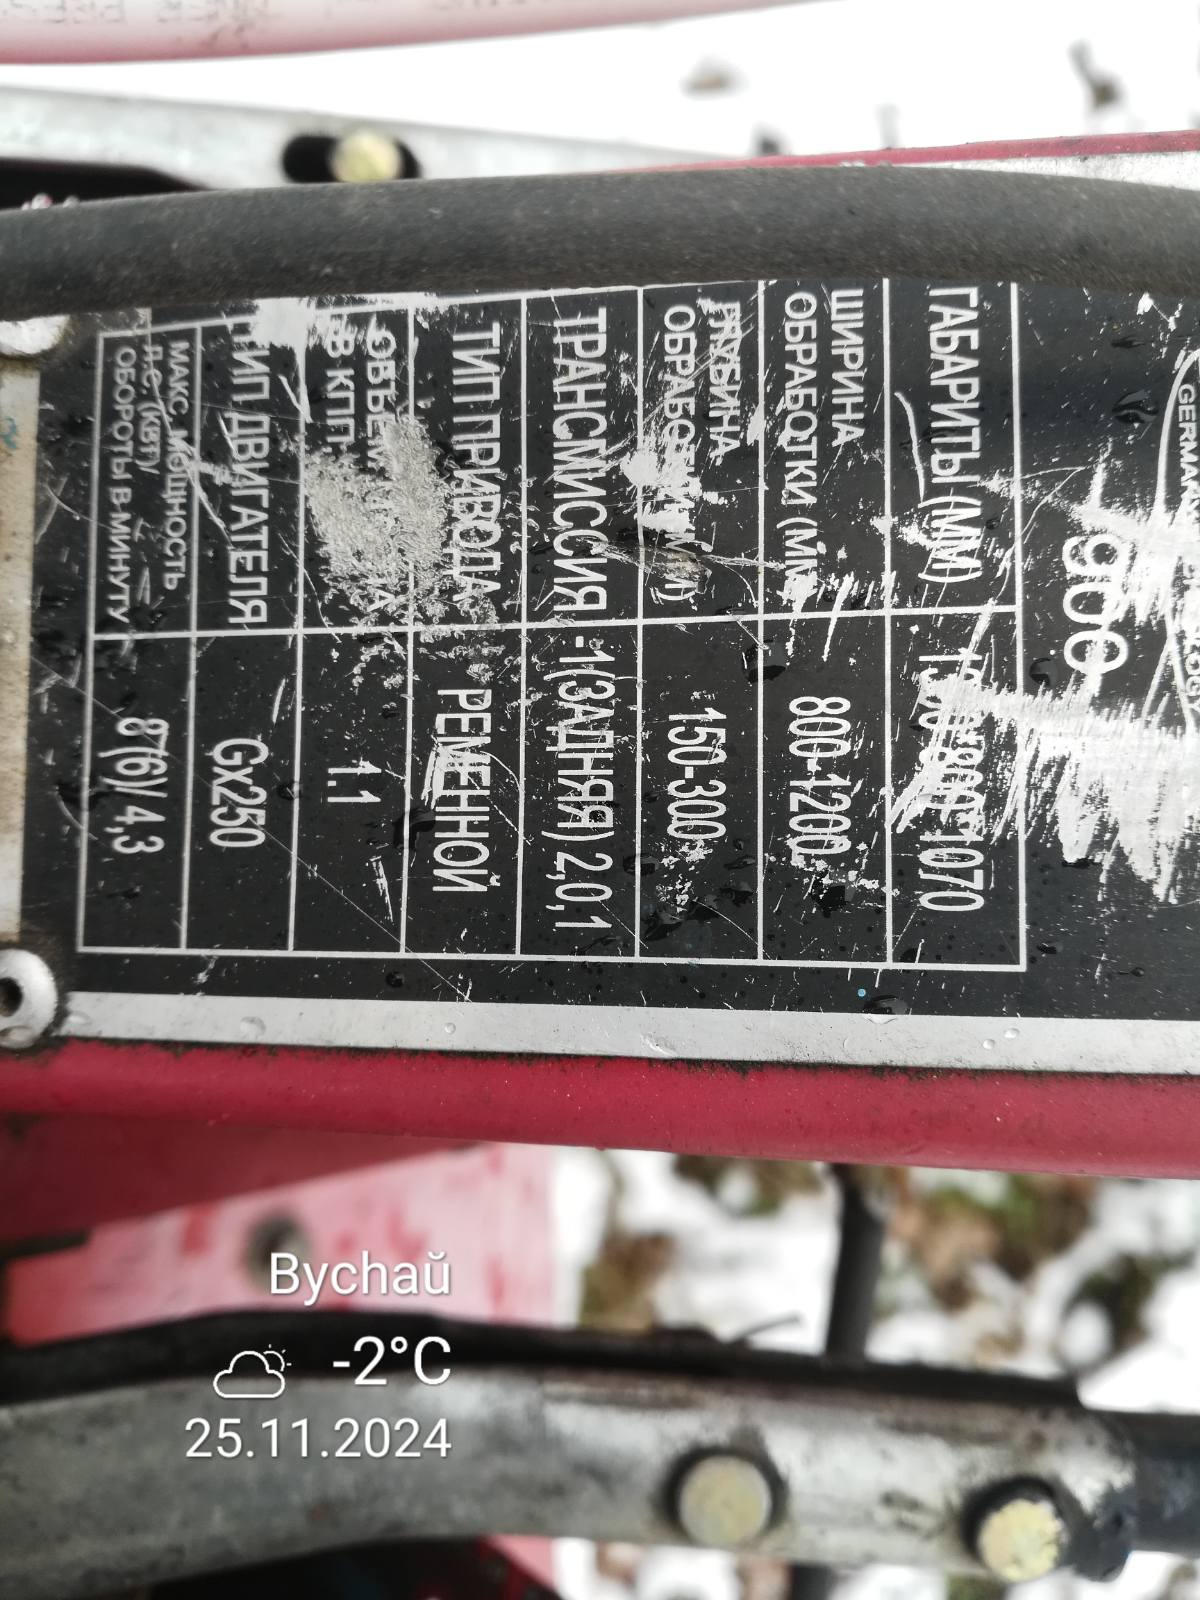 GERMAN
900
ГАБАРИТЫ (ММ)
1070
ШИРИНА
ОБРАБОТКИ (ММ
800-1200
ГЛУБИНА
ОБРАБОТКИ (ММ)
150-300
ТРАНСМИССИЯ -1(ЗАДНЯЯ) 2,0,1
ТИП ПРИВОДА
РЕМЕННОЙ
ОБЪЕМ
В КПП
1.1
ТИП ДВИГАТЕЛЯ
Gx250
МАКС. МОЩНОСТЬ
Л.С. (КВТ)/
ОБОРОТЫ В МИНУТУ
8 (6)/ 4,3
Bychaŭ
-2°C
25.11.2024